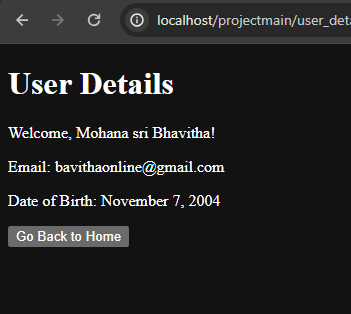 localhost/projectmain/user_deta
User Details
Welcome, Mohana sri Bhavitha!
Email: bavithaonline@gmail.com
Date of Birth: November 7, 2004
Go Back to Home